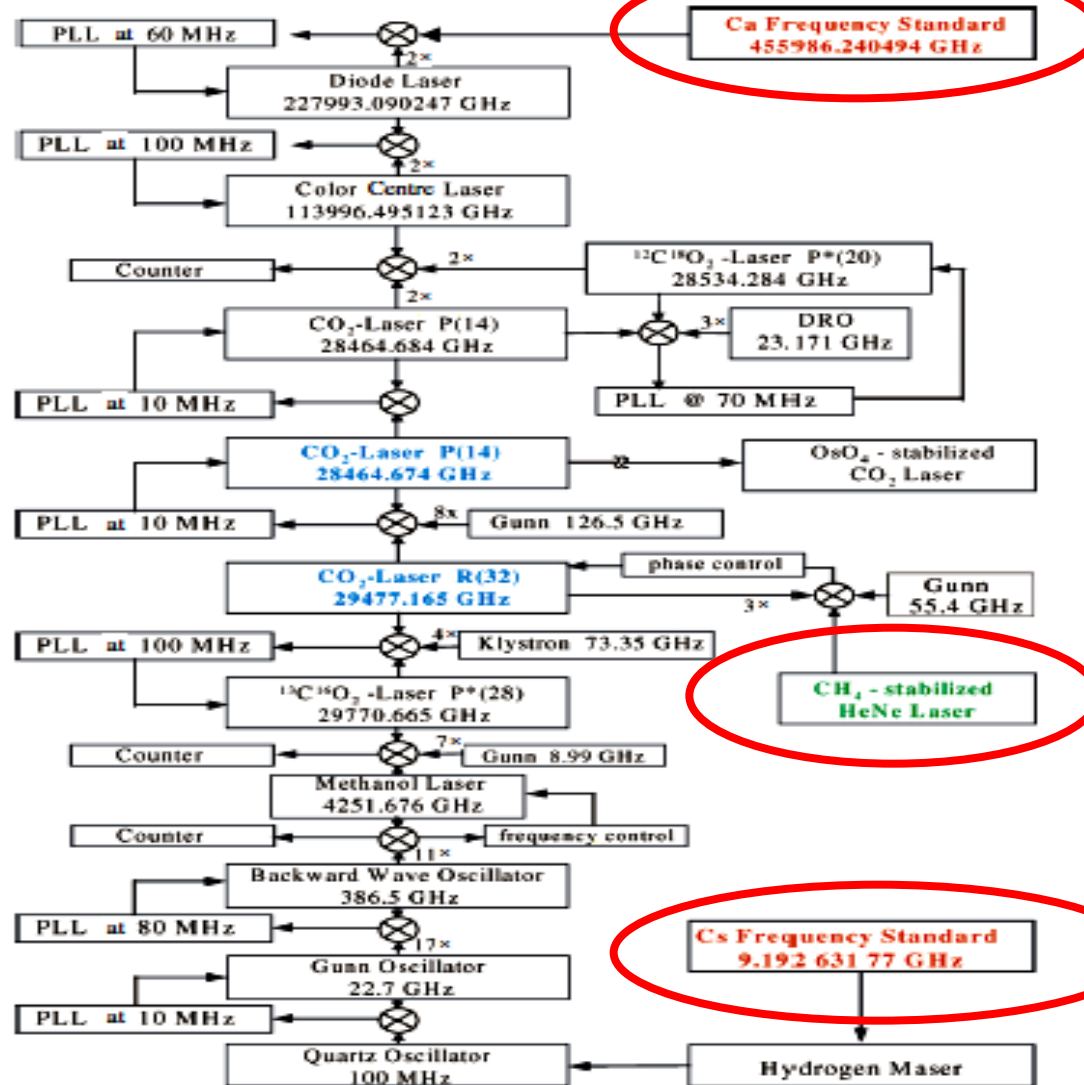 PLL at 60 MHz
Ca Frequency Standard
455986.240494 GHz
2×
Diode Laser
227993.090247 GHz
PLL at 100 MHz
2×
Color Centre Laser
113996.495123 GHz
Counter
2×
¹²C¹⁸O₂ -Laser P*(20)
28534.284 GHz
2×
CO₂-Laser P(14)
28464.684 GHz
3×
DRO
23.171 GHz
PLL at 10 MHz
PLL @ 70 MHz
CO₂-Laser P(14)
28464.674 GHz
OsO₄ - stabilized
CO₂ Laser
PLL at 10 MHz
8x
Gunn 126.5 GHz
CO₂-Laser R(32)
29477.165 GHz
phase control
3×
Gunn
55.4 GHz
PLL at 100 MHz
4×
Klystron 73.35 GHz
¹³C¹⁶O₂ -Laser P*(28)
29770.665 GHz
CH₄ - stabilized
HeNe Laser
Counter
7×
Gunn 8.99 GHz
Methanol Laser
4251.676 GHz
Counter
frequency control
11×
Backward Wave Oscillator
386.5 GHz
PLL at 80 MHz
17×
Cs Frequency Standard
9.192 631 77 GHz
Gunn Oscillator
22.7 GHz
PLL at 10 MHz
Quartz Oscillator
100 MHz
Hydrogen Maser